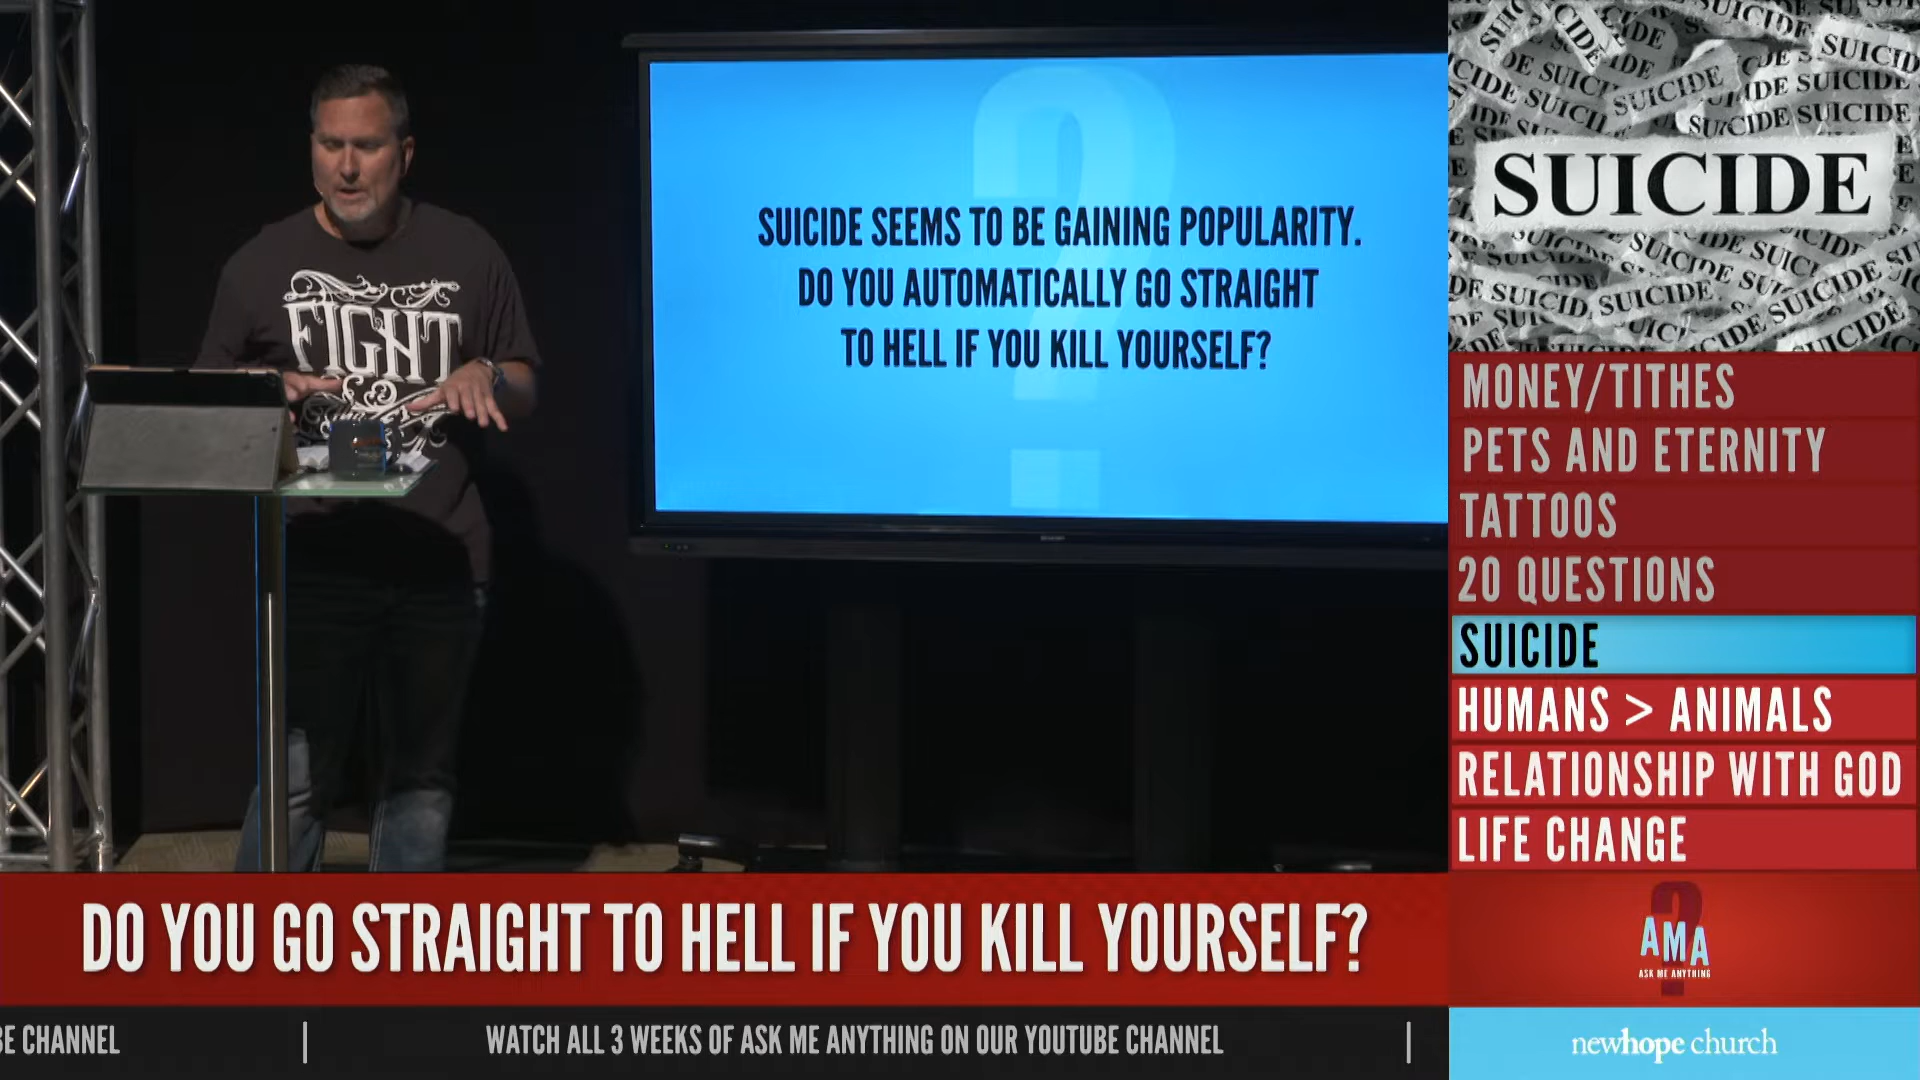 SUICIDE
FIGHT
SUICIDE SEEMS TO BE GAINING POPULARITY.
DO YOU AUTOMATICALLY GO STRAIGHT
TO HELL IF YOU KILL YOURSELF?
?
MONEY/TITHES
PETS AND ETERNITY
TATTOOS
20 QUESTIONS
SUICIDE
HUMANS > ANIMALS
RELATIONSHIP WITH GOD
LIFE CHANGE
DO YOU GO STRAIGHT TO HELL IF YOU KILL YOURSELF?
?
AMA
ASK ME ANYTHING
CHANNEL | WATCH ALL 3 WEEKS OF ASK ME ANYTHING ON OUR YOUTUBE CHANNEL |
newhope church